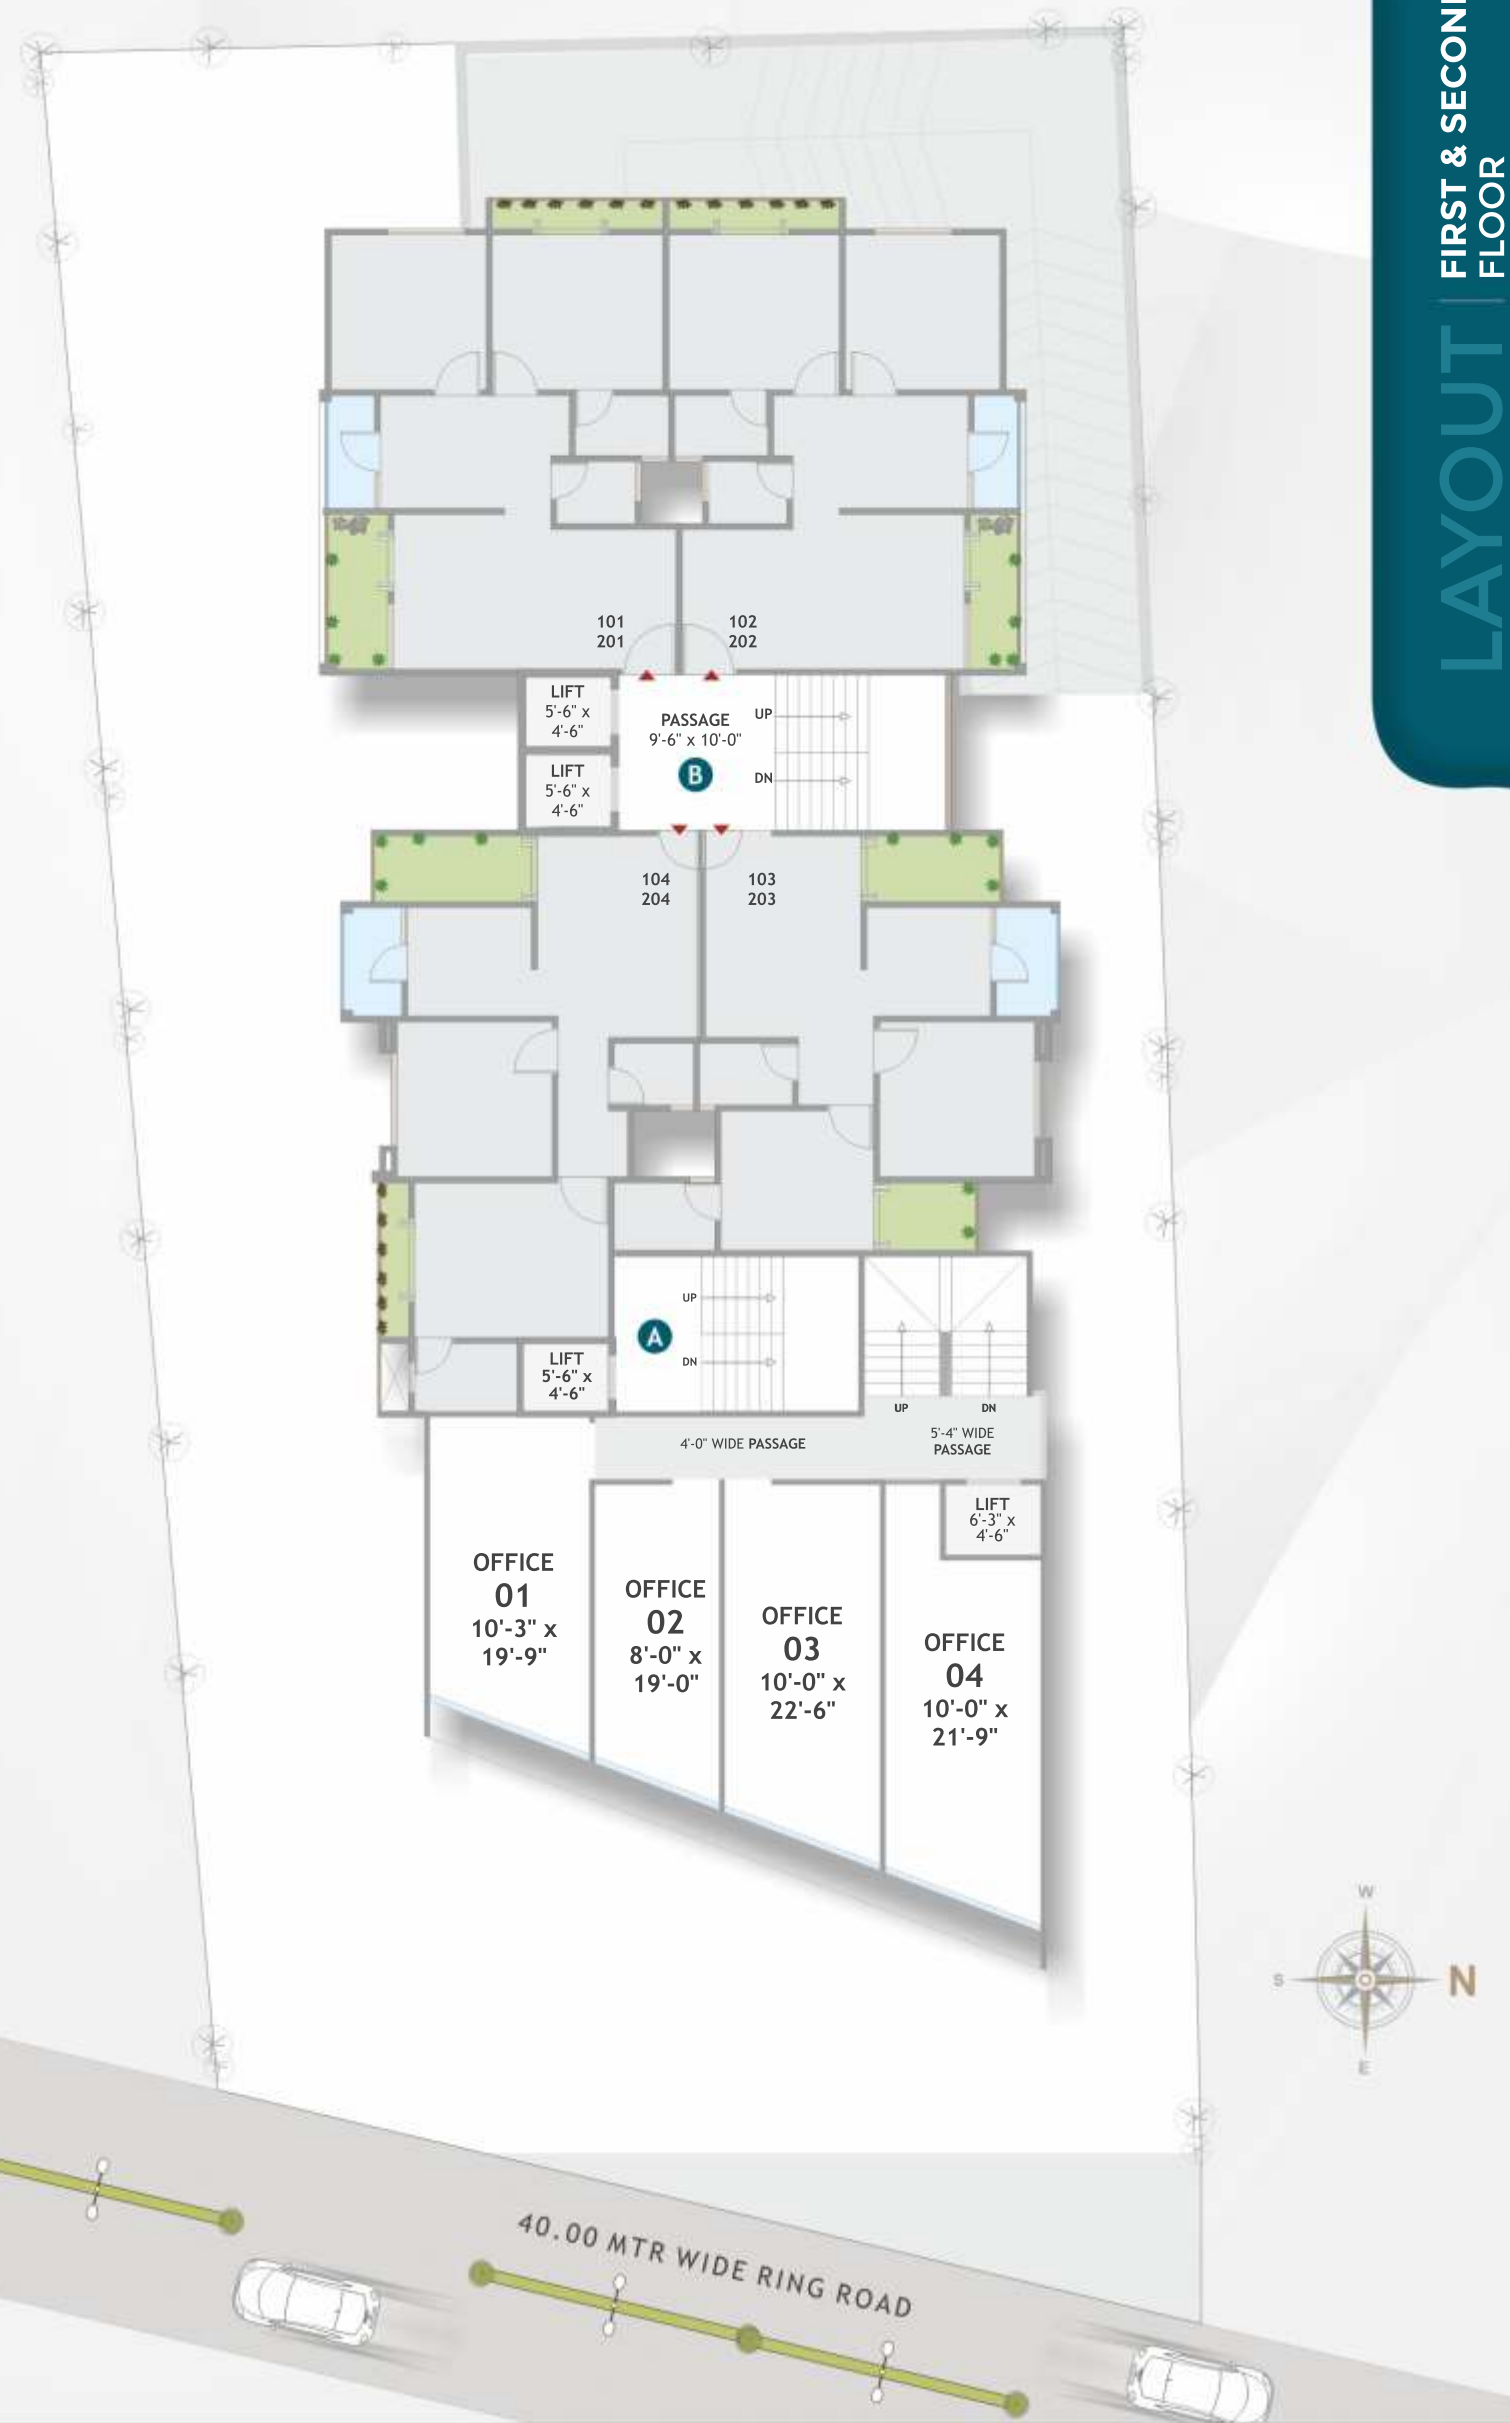 LAYOUT
FIRST & SECON
FLOOR
101
201
102
202
LIFT
5'-6" x
4'-6"
PASSAGE
9'-6" x 10'-0"
UP
B
DN
LIFT
5'-6" x
4'-6"
104
204
103
203
UP
A
DN
LIFT
5'-6" x
4'-6"
UP
DN
4'-0" WIDE PASSAGE
5'-4" WIDE
PASSAGE
LIFT
6'-3" x
4'-6"
OFFICE
01
10'-3" x
19'-9"
OFFICE
02
8'-0" x
19'-0"
OFFICE
03
10'-0" x
22'-6"
OFFICE
04
10'-0" x
21'-9"
W
S
N
E
40.00 MTR WIDE RING ROAD